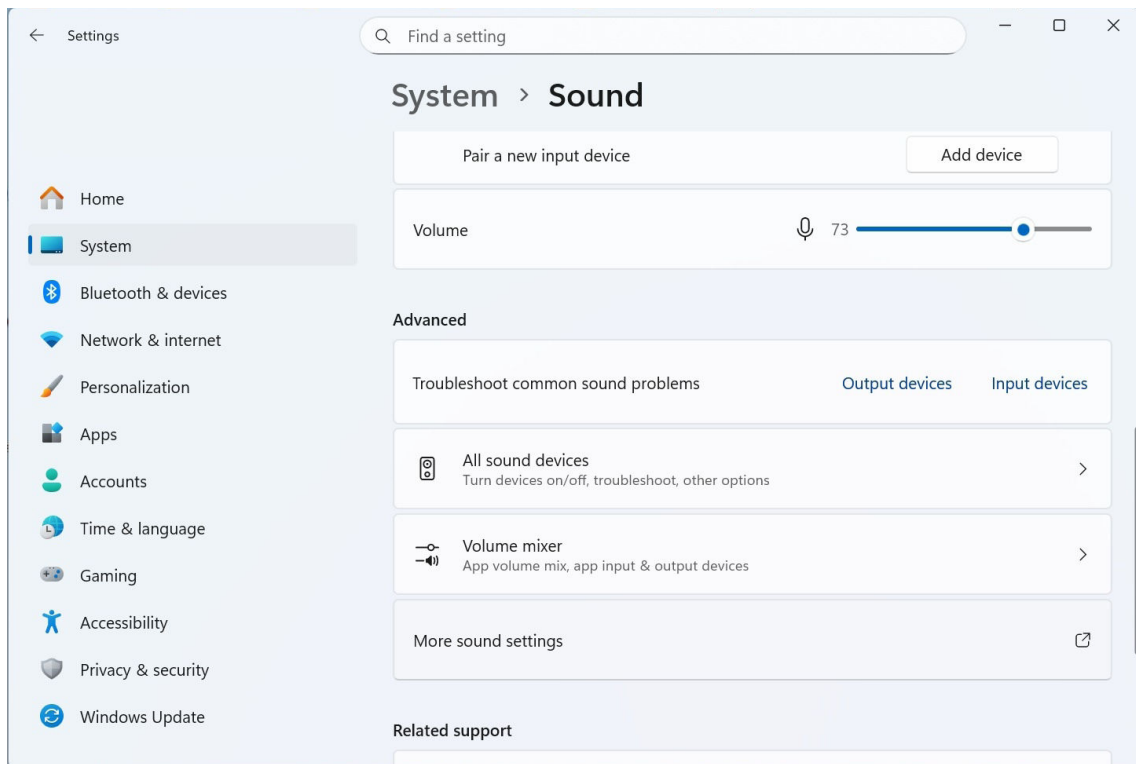 Settings
Find a setting
System > Sound
Pair a new input device
Add device
Home
Volume
73
System
Bluetooth & devices
Advanced
Network & internet
Troubleshoot common sound problems
Output devices
Input devices
Personalization
Apps
All sound devices
Turn devices on/off, troubleshoot, other options
Accounts
Time & language
Volume mixer
App volume mix, app input & output devices
Gaming
Accessibility
More sound settings
Privacy & security
Windows Update
Related support